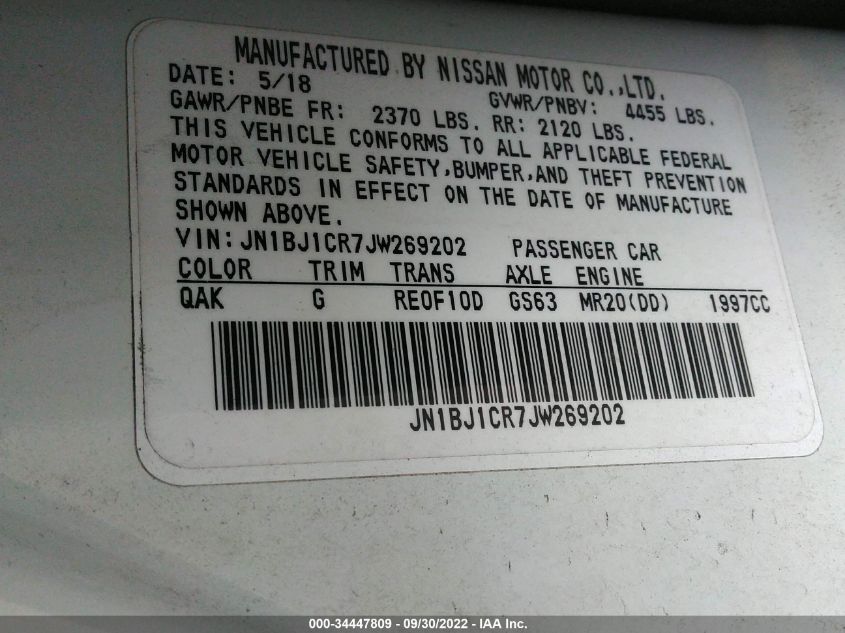 MANUFACTURED BY NISSAN MOTOR CO.,LTD.
DATE: 5/18 GVWR/PNBV: 4455 LBS.
GAWR/PNBE FR: 2370 LBS. RR: 2120 LBS.
THIS VEHICLE CONFORMS TO ALL APPLICABLE FEDERAL
MOTOR VEHICLE SAFETY,BUMPER,AND THEFT PREVENTION
STANDARDS IN EFFECT ON THE DATE OF MANUFACTURE
SHOWN ABOVE.
VIN: JN1BJ1CR7JW269202 PASSENGER CAR
COLOR TRIM TRANS AXLE ENGINE
QAK G RE0F10D GS63 MR20(DD) 1997CC
JN1BJ1CR7JW269202
000-34447809 - 09/30/2022 - IAA Inc.